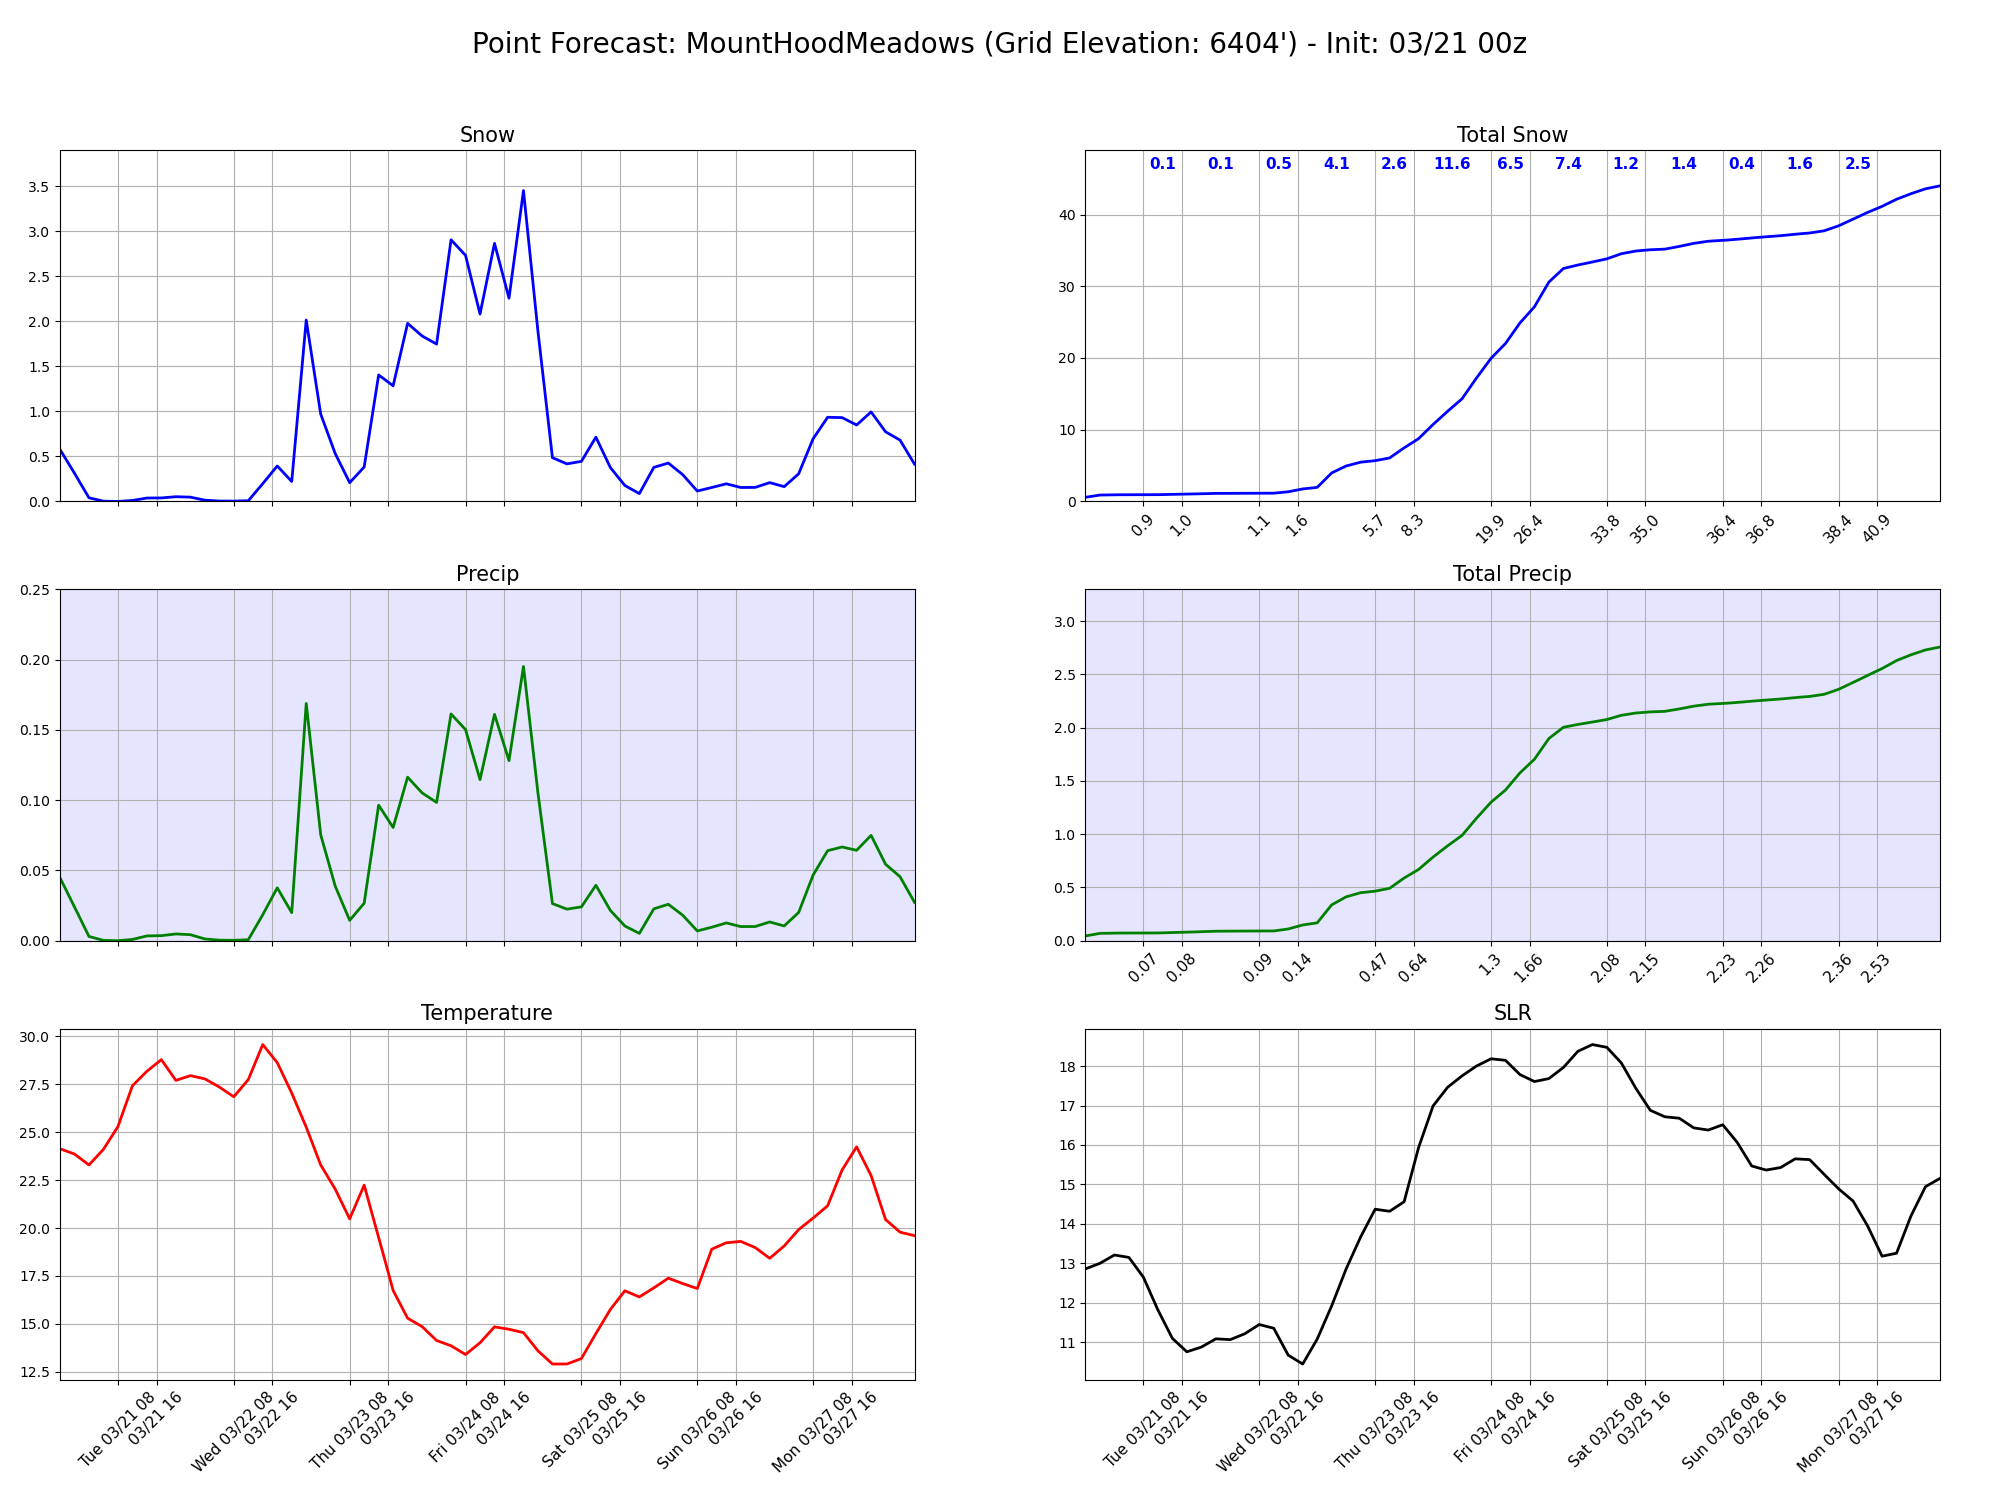 Point Forecast: MountHoodMeadows (Grid Elevation: 6404') - Init: 03/21 00z
Snow
3.5
3.0
2.5
2.0
1.5
1.0
0.5
0.0
Total Snow
0.1 0.1 0.5 4.1 2.6 11.6 6.5 7.4 1.2 1.4 0.4 1.6 2.5
40
30
20
10
0
0.9 1.0 1.1 1.6 5.7 8.3 19.9 26.4 33.8 35.0 36.4 36.8 38.4 40.9
Precip
0.25
0.20
0.15
0.10
0.05
0.00
Total Precip
3.0
2.5
2.0
1.5
1.0
0.5
0.0
0.07 0.08 0.09 0.14 0.47 0.64 1.3 1.66 2.08 2.15 2.23 2.26 2.36 2.53
Temperature
30.0
27.5
25.0
22.5
20.0
17.5
15.0
12.5
Tue 03/21 08
03/21 16
Wed 03/22 08
03/22 16
Thu 03/23 08
03/23 16
Fri 03/24 08
03/24 16
Sat 03/25 08
03/25 16
Sun 03/26 08
03/26 16
Mon 03/27 08
03/27 16
SLR
18
17
16
15
14
13
12
11
Tue 03/21 08
03/21 16
Wed 03/22 08
03/22 16
Thu 03/23 08
03/23 16
Fri 03/24 08
03/24 16
Sat 03/25 08
03/25 16
Sun 03/26 08
03/26 16
Mon 03/27 08
03/27 16